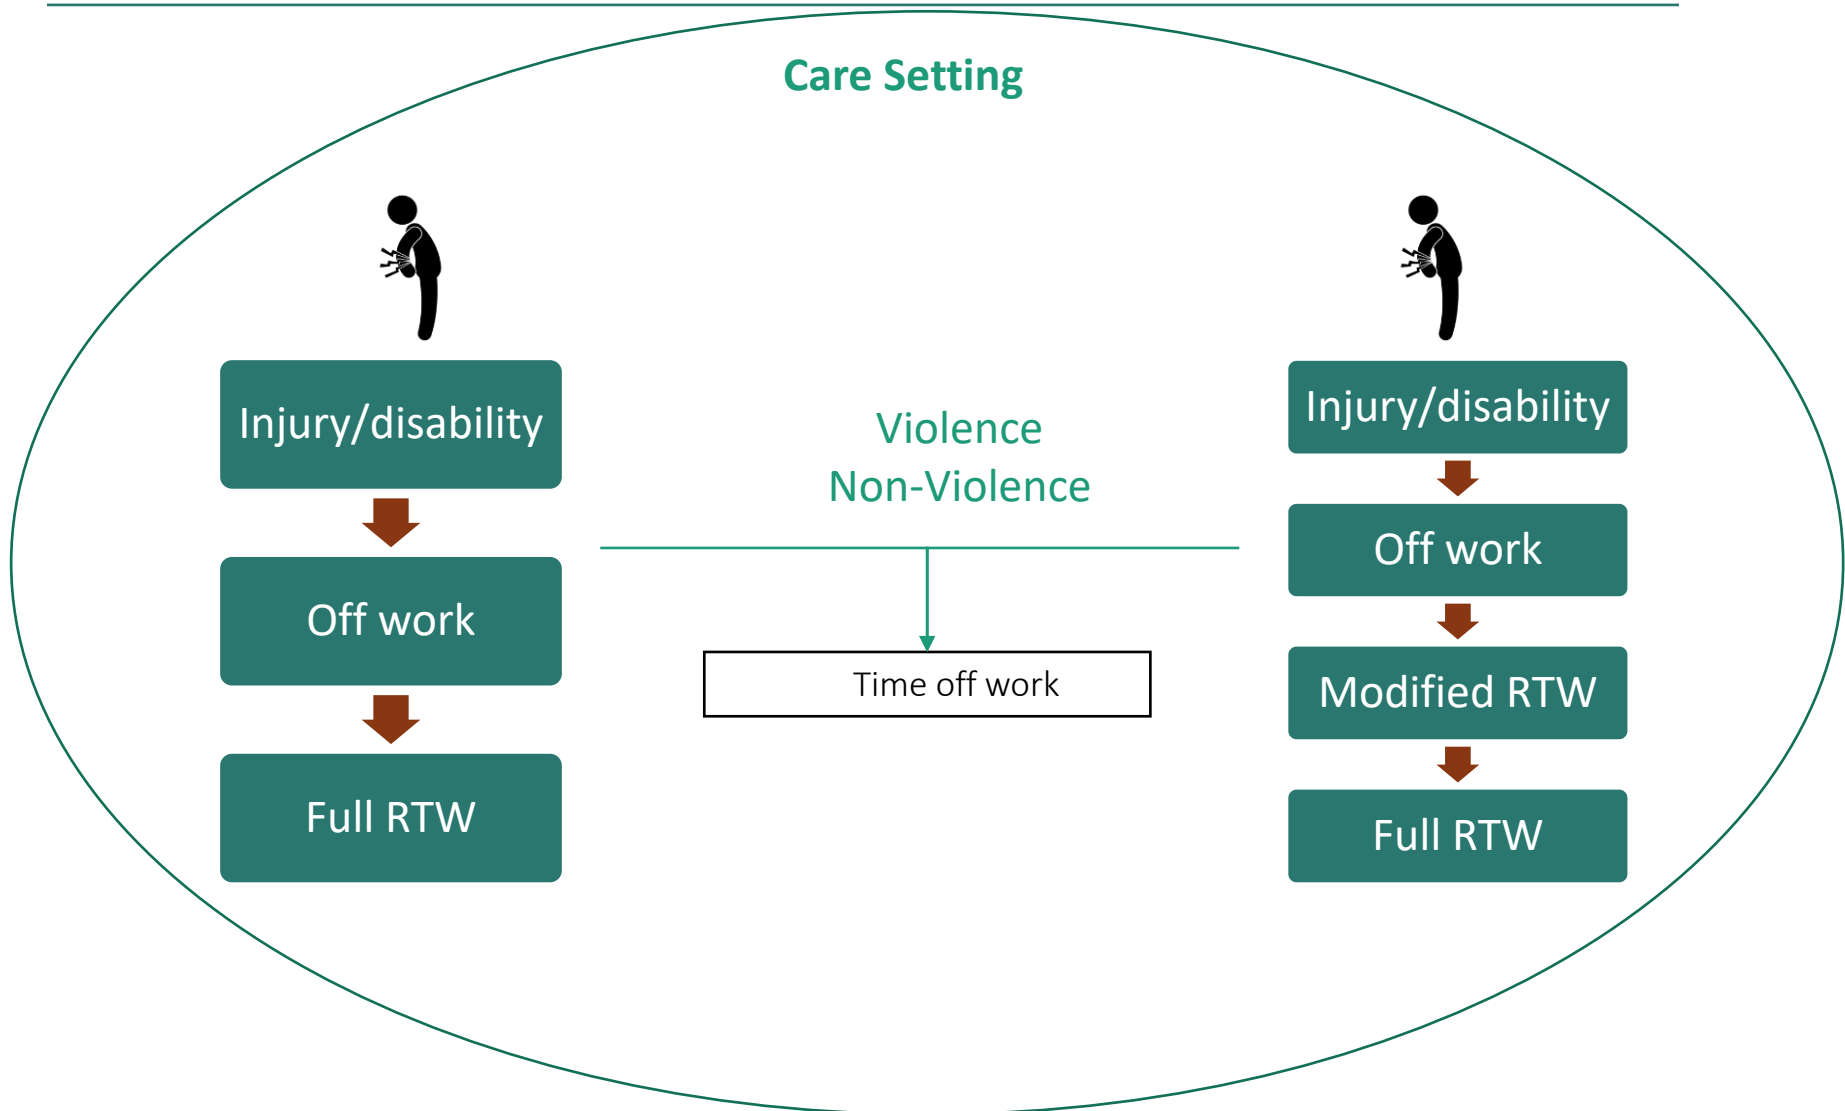 Care Setting
Injury/disability
Off work
Full RTW
Violence
Non-Violence
Time off work
Injury/disability
Off work
Modified RTW
Full RTW